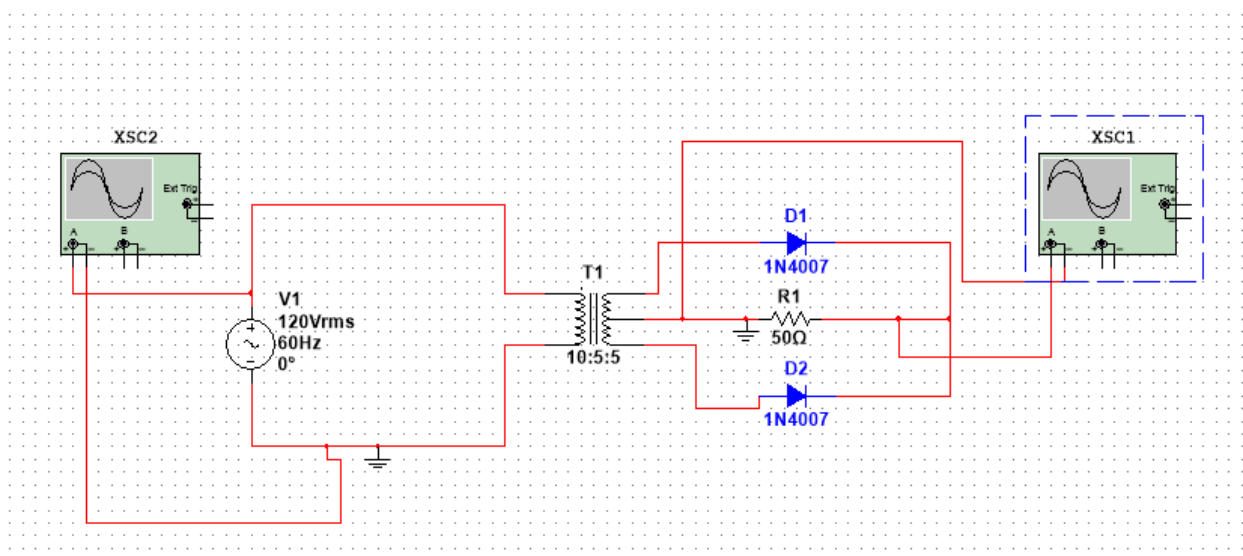 XSC2
Ext Trig
+
−
A
B
+
−
+
−
V1
120Vrms
60Hz
0°
+
−
T1
10:5:5
D1
1N4007
R1
50Ω
D2
1N4007
XSC1
Ext Trig
+
−
A
B
+
−
+
−